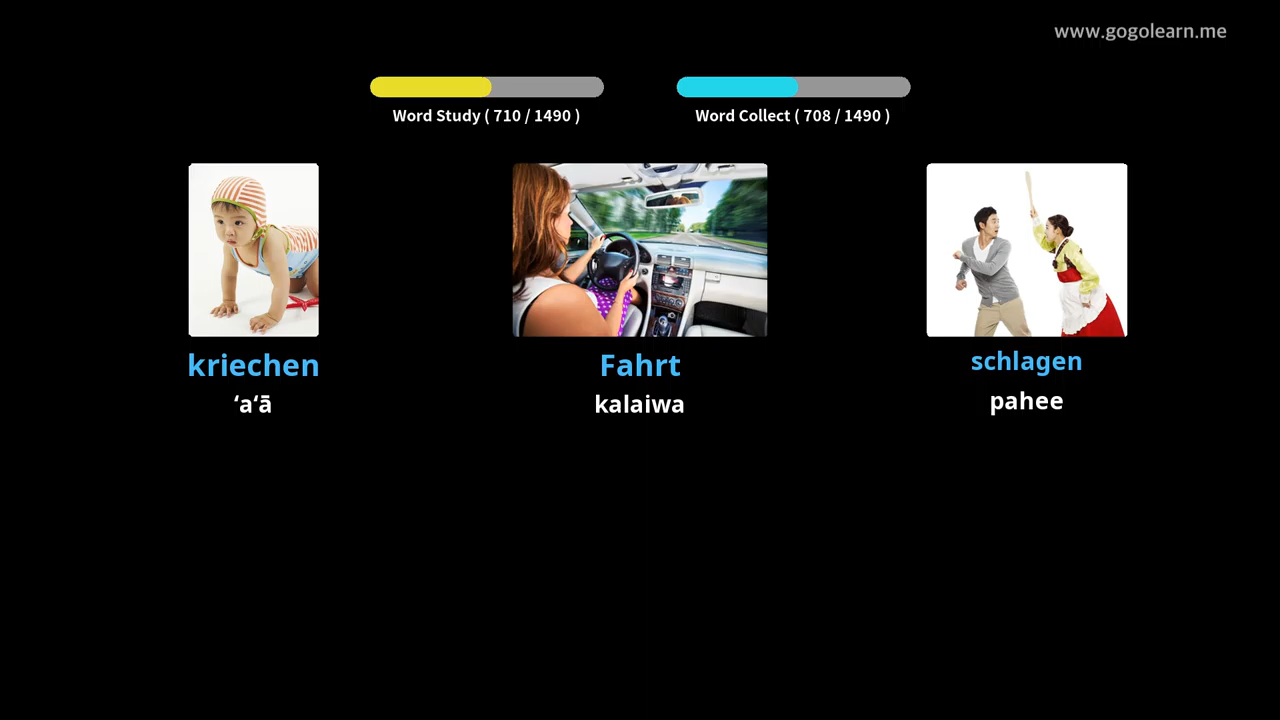 www.gogolearn.me
Word Study ( 710 / 1490 )
Word Collect ( 708 / 1490 )
kriechen
ʻaʻā
Fahrt
kalaiwa
schlagen
pahee